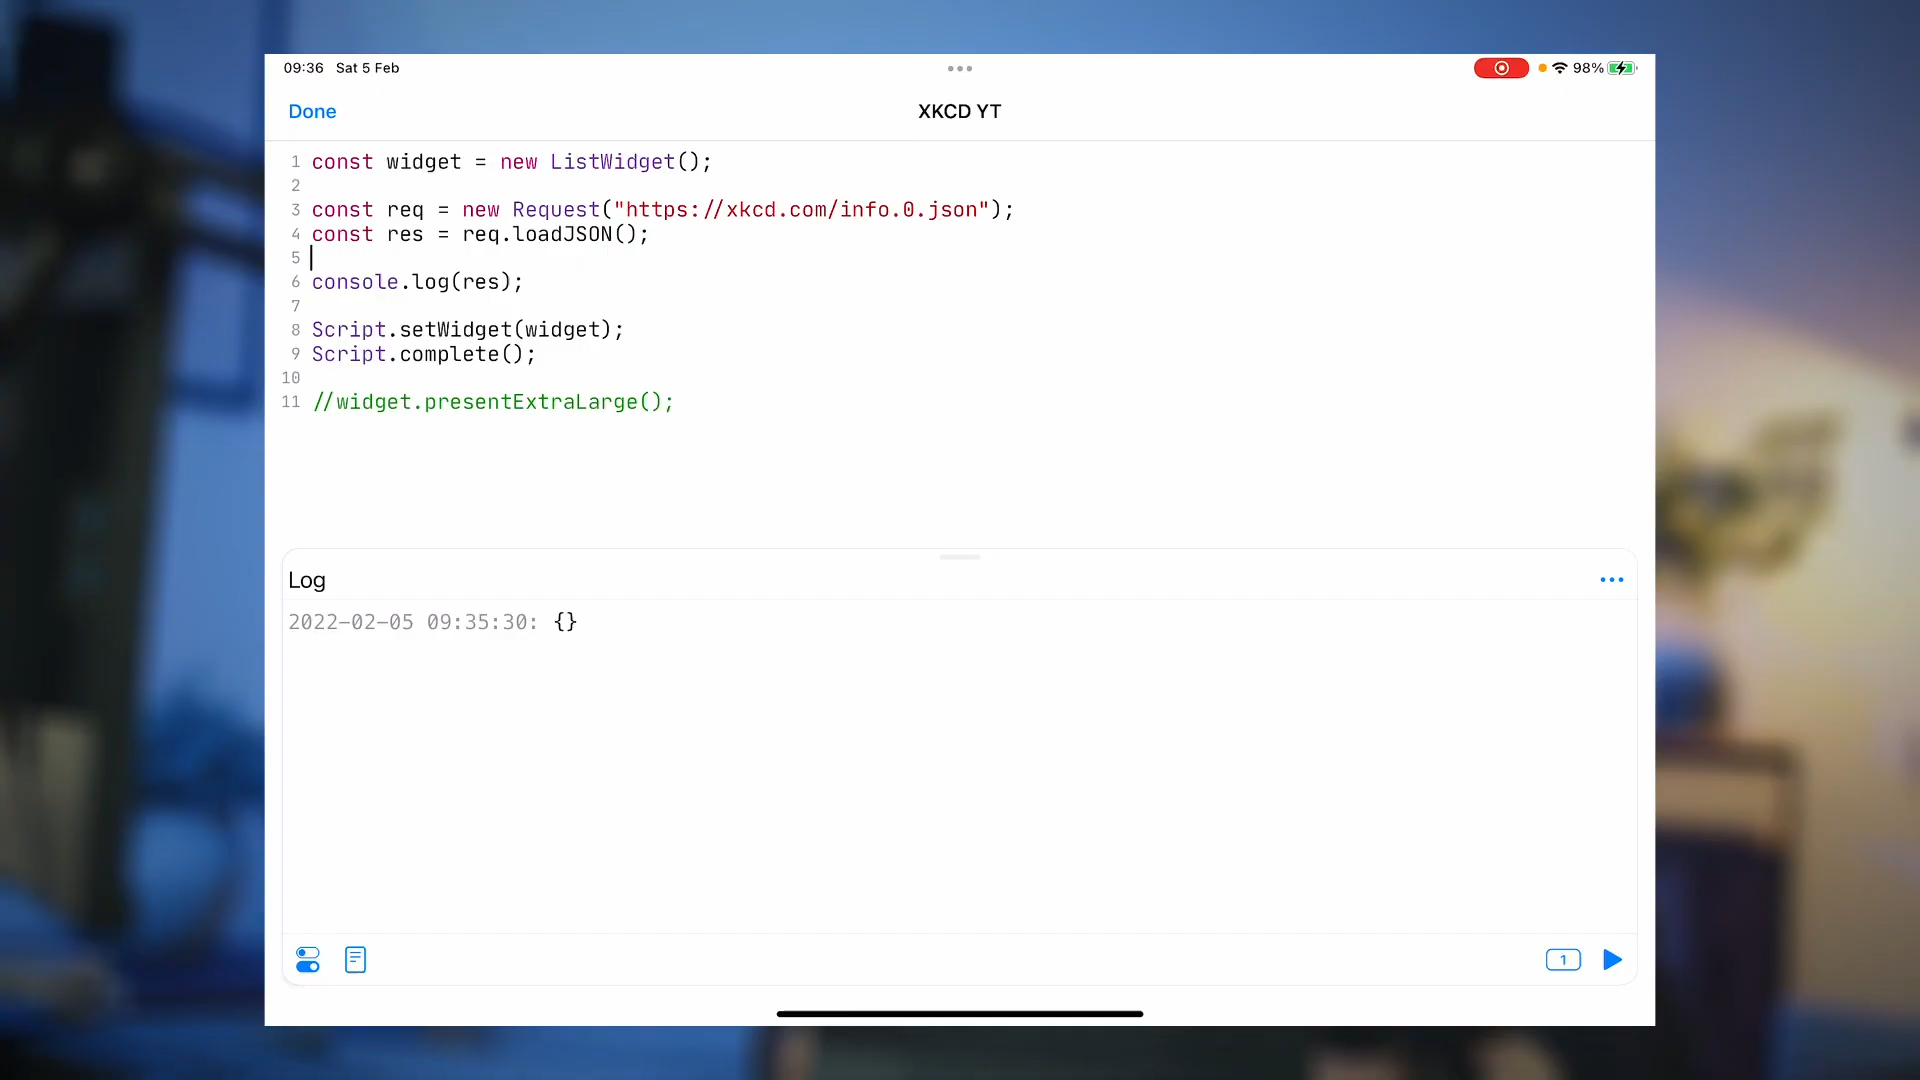 09:36 Sat 5 Feb
98%
Done
XKCD YT
1 const widget = new ListWidget();
2
3 const req = new Request("https://xkcd.com/info.0.json");
4 const res = req.loadJSON();
5
6 console.log(res);
7
8 Script.setWidget(widget);
9 Script.complete();
10
11 //widget.presentExtraLarge();
Log
2022-02-05 09:35:30: {}
1